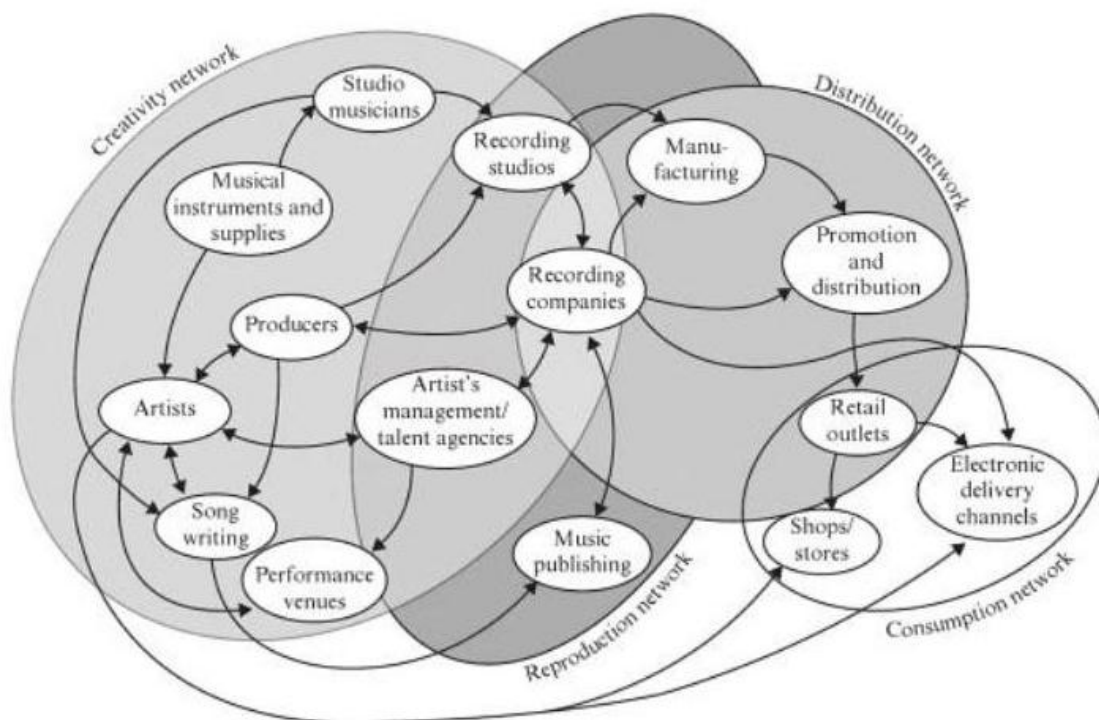 Creativity network
Studio
musicians
Distribution network
Recording
studios
Manu-
facturing
Musical
instruments and
supplies
Promotion
and
distribution
Recording
companies
Producers
Artist's
management/
talent agencies
Artists
Retail
outlets
Electronic
delivery
channels
Song
writing
Shops/
stores
Music
publishing
Performance
venues
Reproduction network
Consumption network